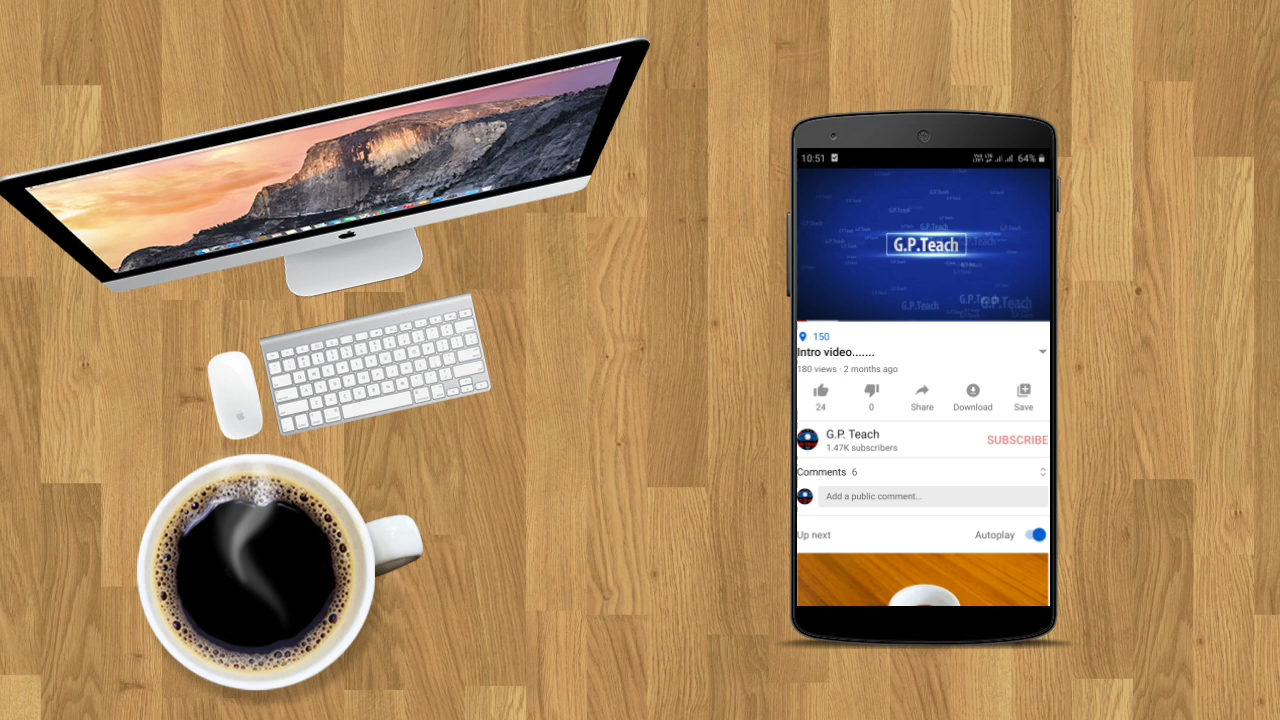 10:51
64%
G.P.Teach
150
Intro video.......
180 views · 2 months ago
24
0
Share
Download
Save
G.P. Teach
1.47K subscribers
SUBSCRIBE
Comments 6
Add a public comment...
Up next
Autoplay